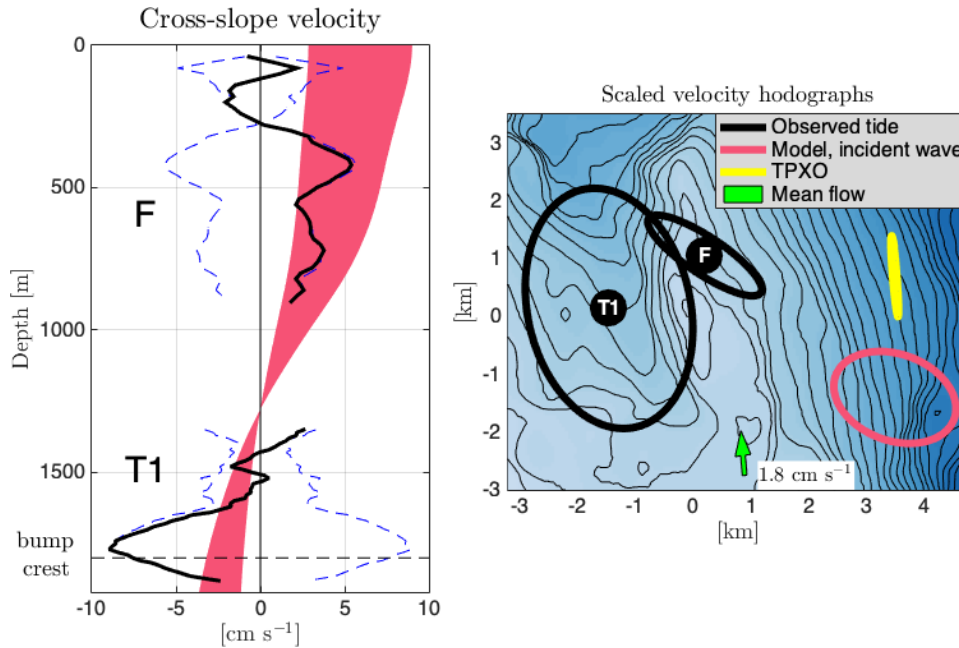 Cross-slope velocity
0
500
1000
1500
Depth [m]
F
T1
bump
crest
-10
-5
0
5
10
[cm s⁻¹]
Scaled velocity hodographs
Observed tide
Model, incident wave
TPXO
Mean flow
3
2
1
0
-1
-2
-3
[km]
F
T1
1.8 cm s⁻¹
-3
-2
-1
0
1
2
3
4
[km]